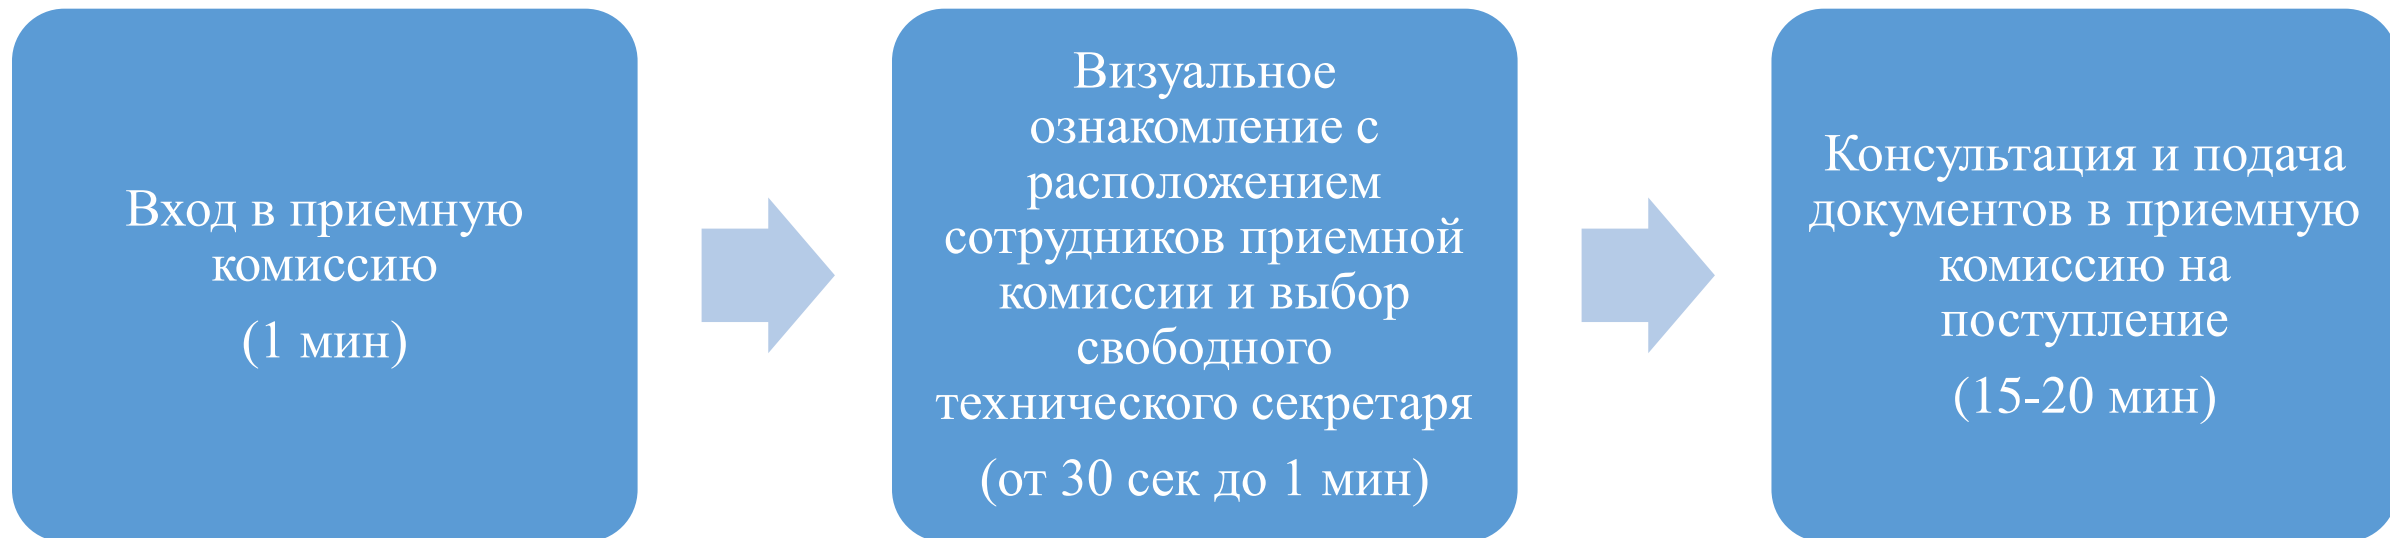 Вход в приемную
комиссию
(1 мин)
Визуальное
ознакомление с
расположением
сотрудников приемной
комиссии и выбор
свободного
технического секретаря
(от 30 сек до 1 мин)
Консультация и подача
документов в приемную
комиссию на
поступление
(15-20 мин)